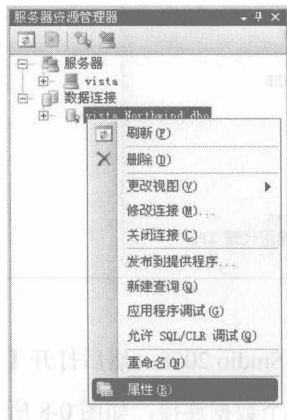 服务器资源管理器
服务器
vista
数据连接
vista.Northwind.dbo
刷新(F)
删除(D)
更改视图(V)
修改连接(M)...
关闭连接(C)
发布到提供程序...
新建查询(Q)
应用程序调试(G)
允许 SQL/CLR 调试(Q)
重命名(N)
属性(R)